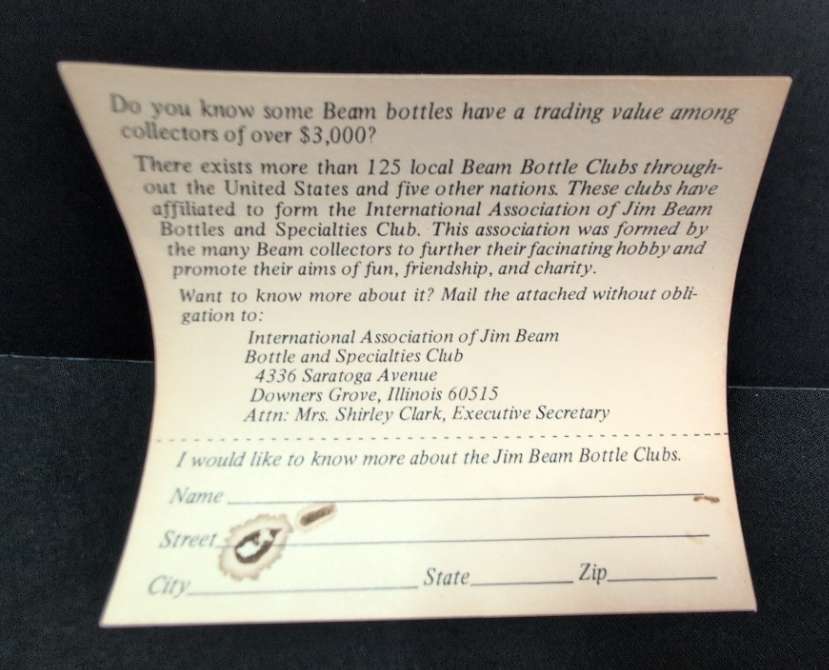 Do you know some Beam bottles have a trading value among
collectors of over $3,000?
There exists more than 125 local Beam Bottle Clubs through-
out the United States and five other nations. These clubs have
affiliated to form the International Association of Jim Beam
Bottles and Specialties Club. This association was formed by
the many Beam collectors to further their facinating hobby and
promote their aims of fun, friendship, and charity.
Want to know more about it? Mail the attached without obli-
gation to:
International Association of Jim Beam
Bottle and Specialties Club
4336 Saratoga Avenue
Downers Grove, Illinois 60515
Attn: Mrs. Shirley Clark, Executive Secretary
I would like to know more about the Jim Beam Bottle Clubs.
Name
Street
City State Zip